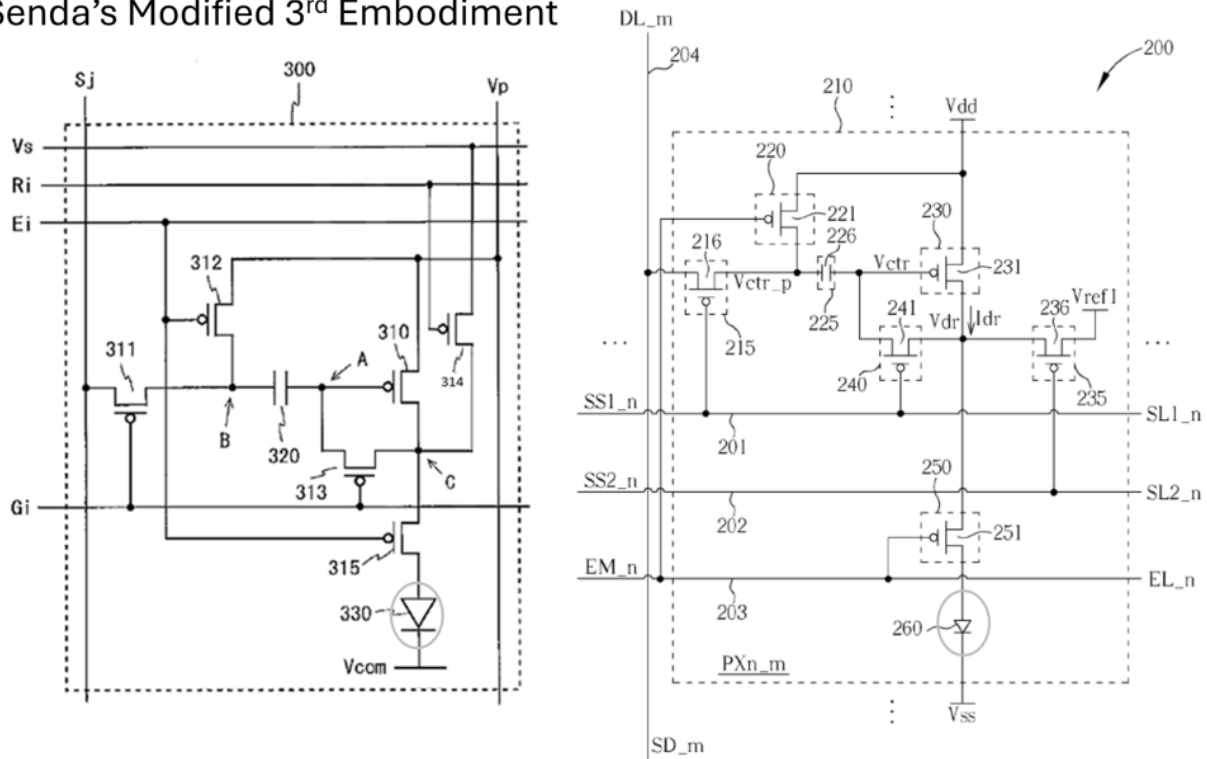 Senda's Modified 3rd Embodiment
Sj
300
Vp
Vs
Ri
Ei
312
310
A
311
314
B
320
313
C
Gi
315
330
Vcom
DL_m
204
200
210
Vdd
220
221
230
216
226
Vctr_p
Vctr
231
225
241
Vdr
Idr
236
Vref1
...
215
240
235
...
SS1_n
SL1_n
201
SS2_n
250
SL2_n
202
251
EM_n
EL_n
203
260
PXn_m
Vss
SD_m